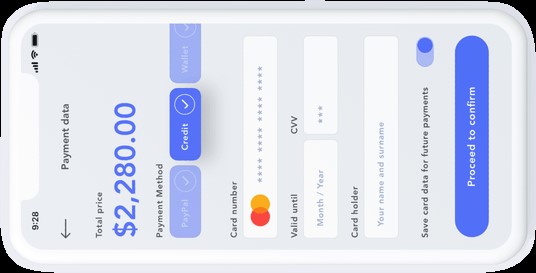 9:28
Payment data
Total price
$2,280.00
Payment Method
PayPal
Credit
Wallet
Card number
**** **** **** ****
Valid until
CVV
Month / Year
***
Card holder
Your name and surname
Save card data for future payments
Proceed to confirm